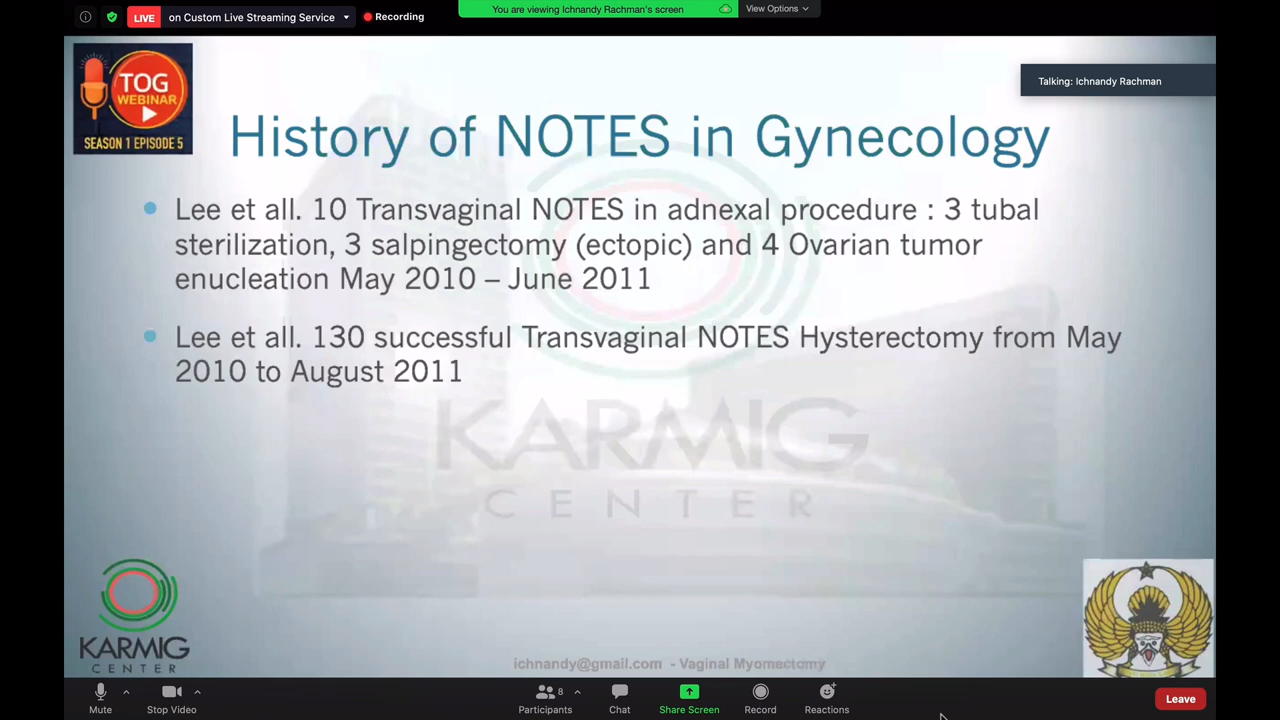 LIVE
on Custom Live Streaming Service
Recording
You are viewing Ichnandy Rachman's screen
View Options
TOG
WEBINAR
SEASON 1 EPISODE 5
Talking: Ichnandy Rachman
History of NOTES in Gynecology
Lee et all. 10 Transvaginal NOTES in adnexal procedure : 3 tubal
sterilization, 3 salpingectomy (ectopic) and 4 Ovarian tumor
enucleation May 2010 – June 2011
Lee et all. 130 successful Transvaginal NOTES Hysterectomy from May
2010 to August 2011
KARMIG
CENTER
KARMIG
CENTER
ichnandy@gmail.com - Vaginal Myomectomy
Mute
Stop Video
Participants
8
Chat
Share Screen
Record
Reactions
Leave